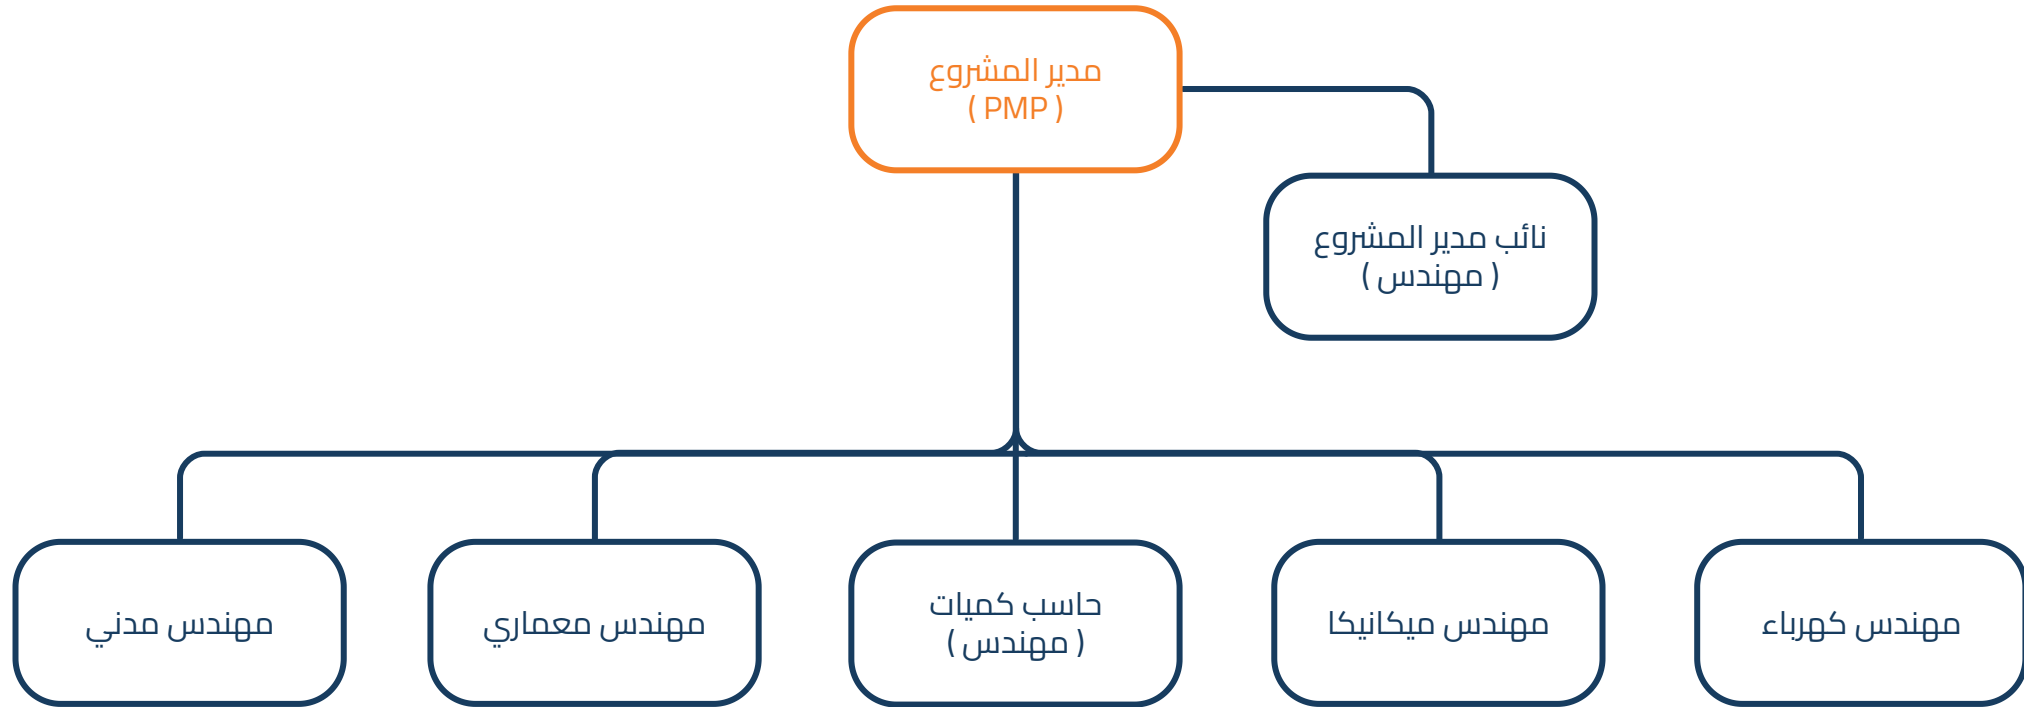 مدير المشروع
( PMP )
نائب مدير المشروع
( مهندس )
مهندس كهرباء
مهندس ميكانيكا
حاسب كميات
( مهندس )
مهندس معماري
مهندس مدني